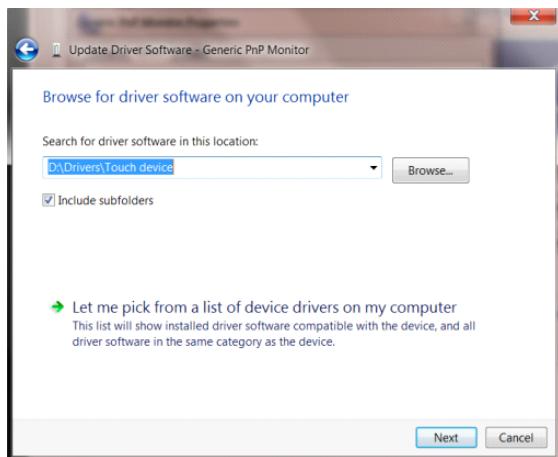 Update Driver Software - Generic PnP Monitor
Browse for driver software on your computer
Search for driver software in this location:
D:\Drivers\Touch device
Browse...
Include subfolders
Let me pick from a list of device drivers on my computer
This list will show installed driver software compatible with the device, and all
driver software in the same category as the device.
Next
Cancel